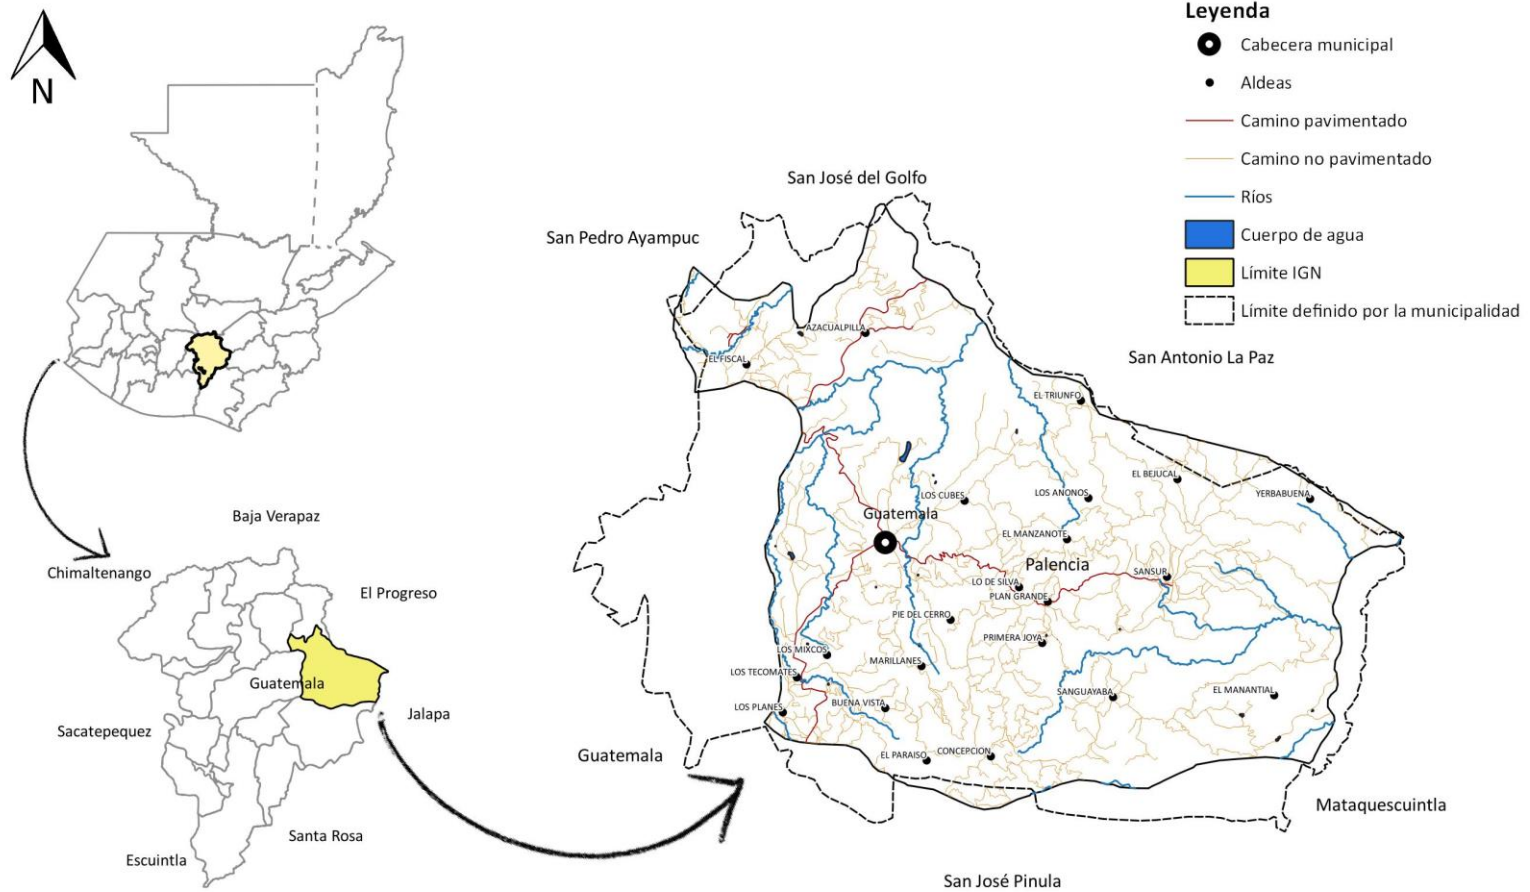 N
Leyenda
Cabecera municipal
Aldeas
Camino pavimentado
Camino no pavimentado
Ríos
Cuerpo de agua
Límite IGN
Límite definido por la municipalidad
San José del Golfo
San Pedro Ayampuc
San Antonio La Paz
AZACUALPILLA
EL FISCAL
EL TRIUNFO
EL BEJUCAL
YERBABUENA
LOS CUBES
LOS ANONOS
Guatemala
EL MANZANOTE
Palencia
SANSUR
LO DE SILVA
PLAN GRANDE
PIE DEL CERRO
PRIMERA JOYA
LOS MIXCOS
MARILLANES
LOS TECOMATES
SANGUAYABA
EL MANANTIAL
LOS PLANES
BUENA VISTA
EL PARAISO
CONCEPCION
Guatemala
Mataquescuintla
San José Pinula
Baja Verapaz
Chimaltenango
El Progreso
Guatemala
Jalapa
Sacatepequez
Santa Rosa
Escuintla